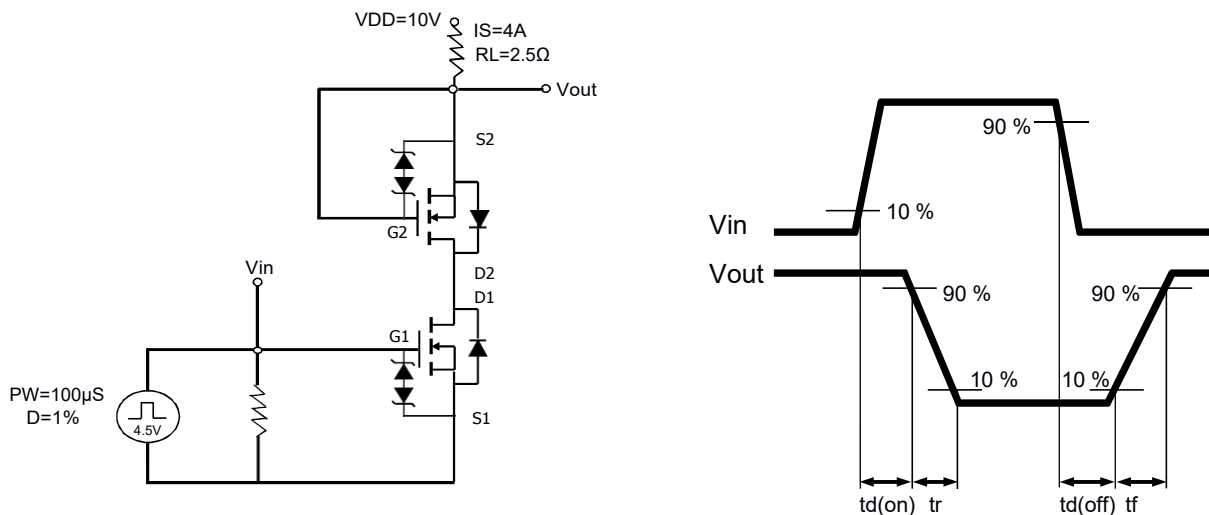 VDD=10V
IS=4A
RL=2.5Ω
Vout
S2
G2
Vin
D2
D1
G1
PW=100µS
D=1%
4.5V
S1
90 %
10 %
Vin
Vout
90 %
90 %
10 %
10 %
td(on) tr td(off) tf